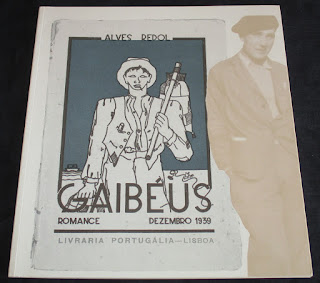 ALVES REDOL
GAIBÉUS
ROMANCE DEZEMBRO 1939
LIVRARIA PORTUGÁLIA—LISBOA